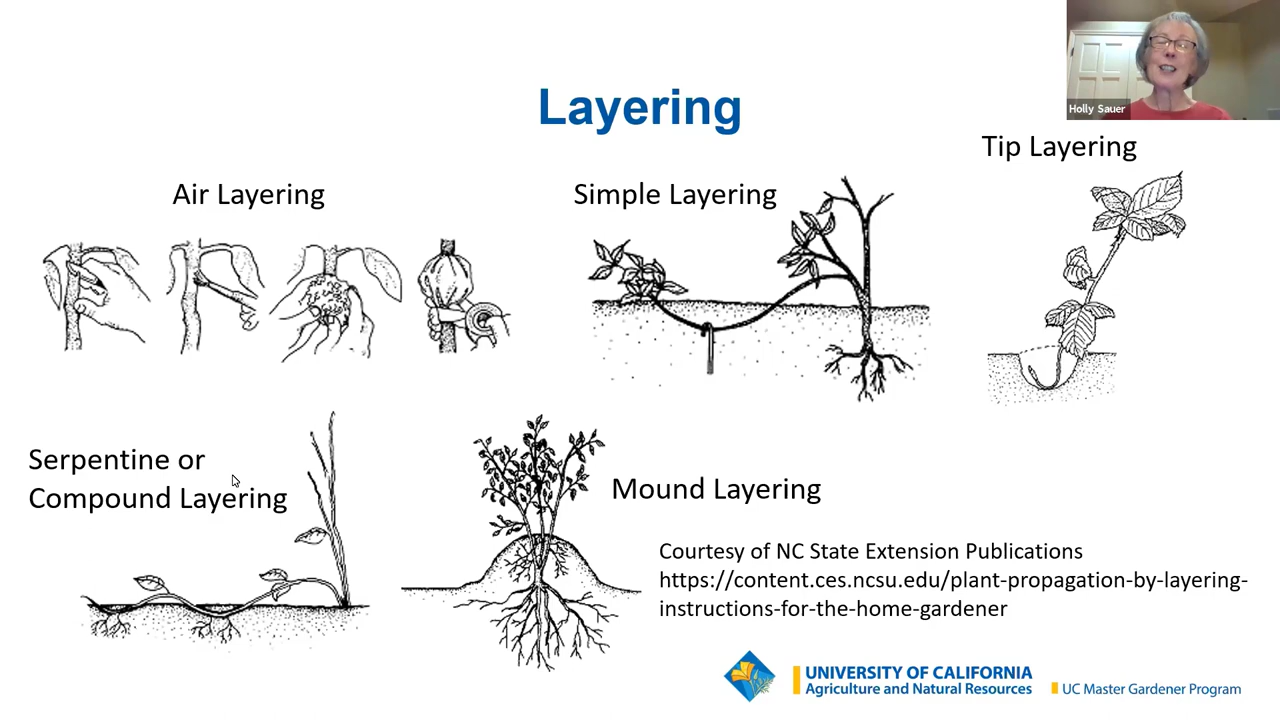 Layering
Holly Sauer
Tip Layering
Air Layering
Simple Layering
Serpentine or
Compound Layering
Mound Layering
Courtesy of NC State Extension Publications
https://content.ces.ncsu.edu/plant-propagation-by-layering-
instructions-for-the-home-gardener
UNIVERSITY OF CALIFORNIA
Agriculture and Natural Resources
UC Master Gardener Program